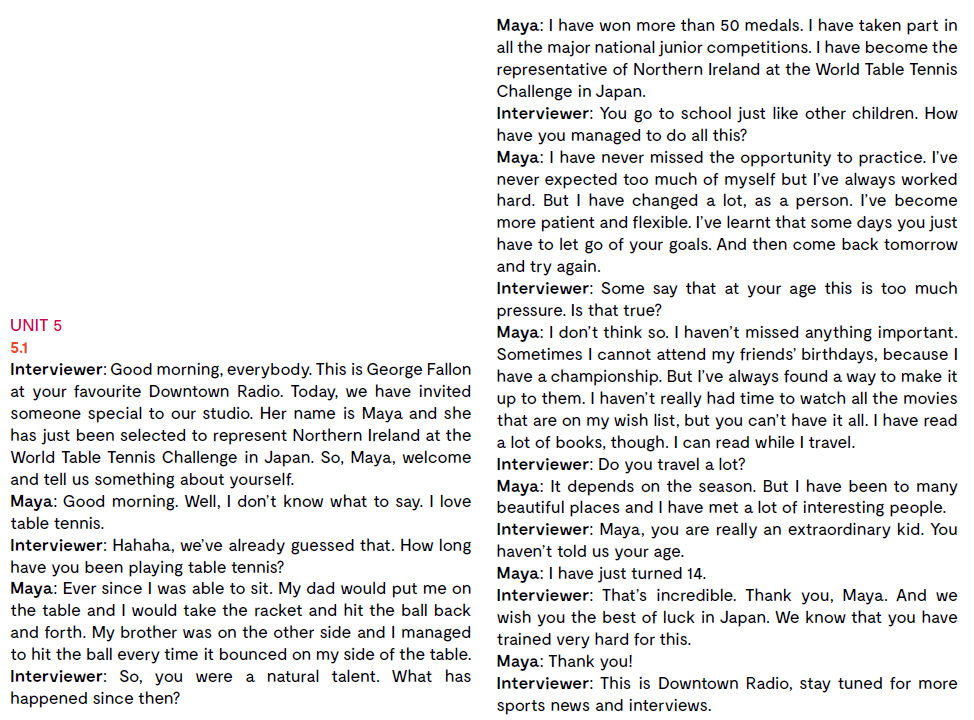 UNIT 5
5.1
Interviewer: Good morning, everybody. This is George Fallon
at your favourite Downtown Radio. Today, we have invited
someone special to our studio. Her name is Maya and she
has just been selected to represent Northern Ireland at the
World Table Tennis Challenge in Japan. So, Maya, welcome
and tell us something about yourself.
Maya: Good morning. Well, I don’t know what to say. I love
table tennis.
Interviewer: Hahaha, we’ve already guessed that. How long
have you been playing table tennis?
Maya: Ever since I was able to sit. My dad would put me on
the table and I would take the racket and hit the ball back
and forth. My brother was on the other side and I managed
to hit the ball every time it bounced on my side of the table.
Interviewer: So, you were a natural talent. What has
happened since then?
Maya: I have won more than 50 medals. I have taken part in
all the major national junior competitions. I have become the
representative of Northern Ireland at the World Table Tennis
Challenge in Japan.
Interviewer: You go to school just like other children. How
have you managed to do all this?
Maya: I have never missed the opportunity to practice. I’ve
never expected too much of myself but I’ve always worked
hard. But I have changed a lot, as a person. I’ve become
more patient and flexible. I’ve learnt that some days you just
have to let go of your goals. And then come back tomorrow
and try again.
Interviewer: Some say that at your age this is too much
pressure. Is that true?
Maya: I don’t think so. I haven’t missed anything important.
Sometimes I cannot attend my friends’ birthdays, because I
have a championship. But I’ve always found a way to make it
up to them. I haven’t really had time to watch all the movies
that are on my wish list, but you can’t have it all. I have read
a lot of books, though. I can read while I travel.
Interviewer: Do you travel a lot?
Maya: It depends on the season. But I have been to many
beautiful places and I have met a lot of interesting people.
Interviewer: Maya, you are really an extraordinary kid. You
haven’t told us your age.
Maya: I have just turned 14.
Interviewer: That’s incredible. Thank you, Maya. And we
wish you the best of luck in Japan. We know that you have
trained very hard for this.
Maya: Thank you!
Interviewer: This is Downtown Radio, stay tuned for more
sports news and interviews.